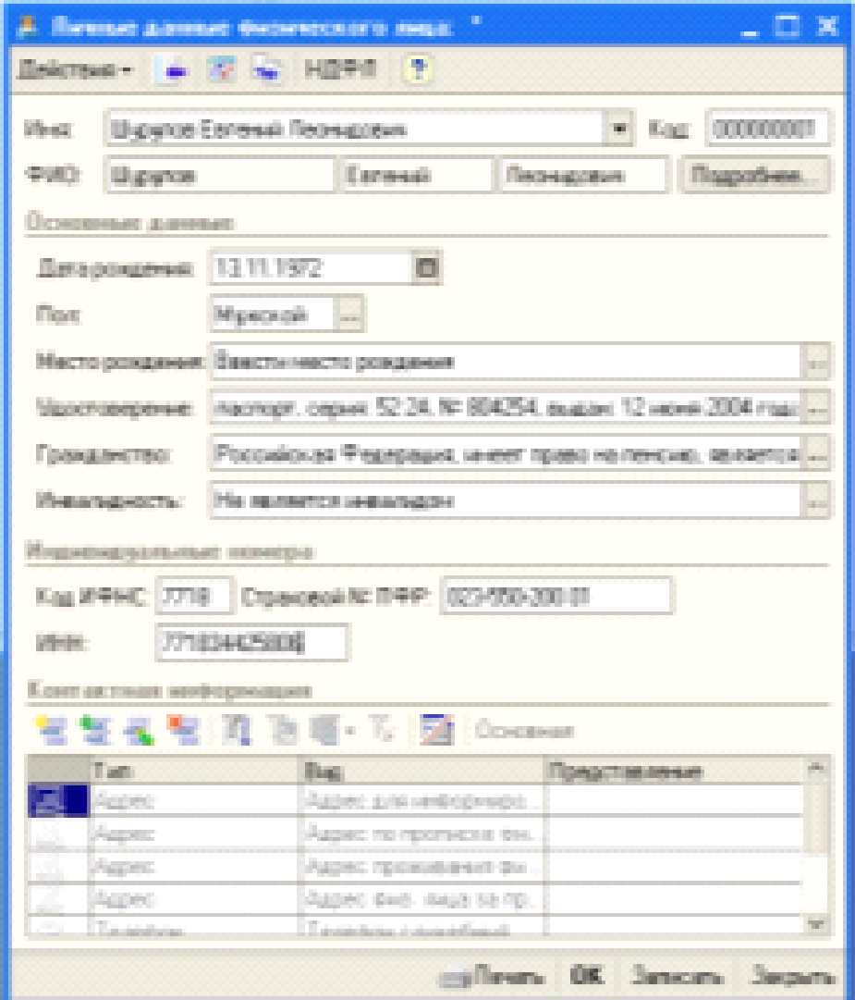 Личные данные физического лица: *
Действия НДФЛ ?
Имя: Шурупов Евгений Леонидович Код: 000000001
ФИО: Шурупов Евгений Леонидович Подробнее...
Основные данные
Дата рождения: 13.11.1972
Пол: Мужской ...
Место рождения: Ввести место рождения ...
Удостоверение: паспорт, серия: 52 24, № 804254, выдан: 12 июня 2004 года ...
Гражданство: Российская Федерация, имеет право на пенсию, является ...
Инвалидность: Не является инвалидом ...
Индивидуальные номера
Код ИФНС: 7718 Страховой № ПФР: 023-550-200 01
ИНН:
Контактная информация
Основная
Тип Вид Представление
Адрес Адрес для информиро...
Адрес Адрес по прописке физ...
Адрес Адрес проживания фи...
Адрес Адрес физ. лица за пр...
Телефон Телефон служебный
Печать OK Записать Закрыть